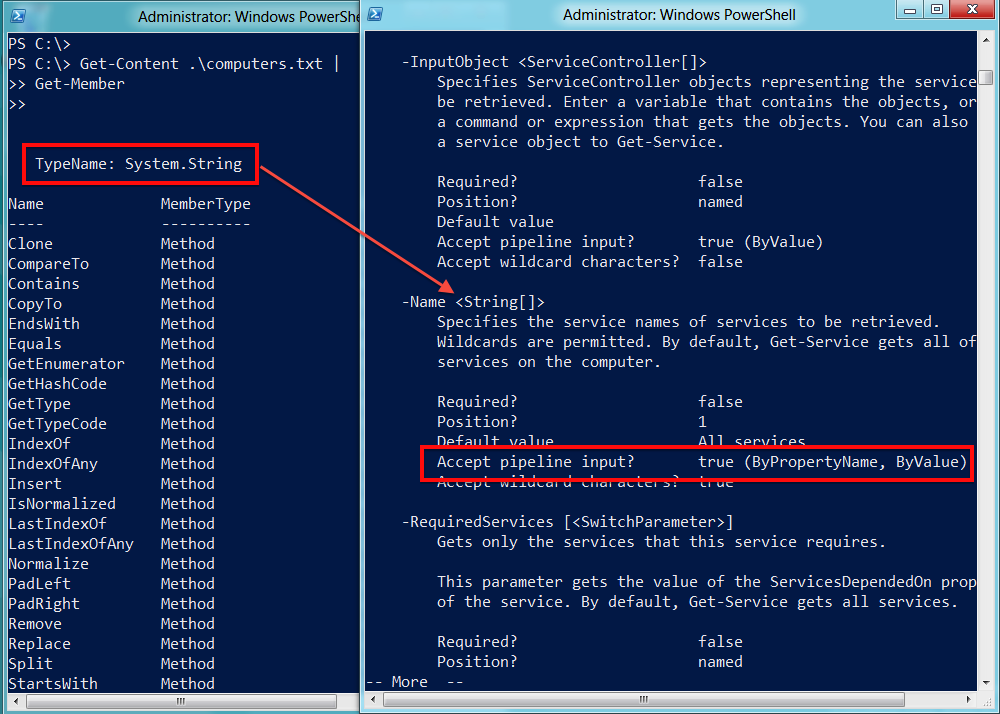 Administrator: Windows PowerShe
PS C:\>
PS C:\> Get-Content .\computers.txt |
>> Get-Member
>>
TypeName: System.String
Name MemberType
---- ----------
Clone Method
CompareTo Method
Contains Method
CopyTo Method
EndsWith Method
Equals Method
GetEnumerator Method
GetHashCode Method
GetType Method
GetTypeCode Method
IndexOf Method
IndexOfAny Method
Insert Method
IsNormalized Method
LastIndexOf Method
LastIndexOfAny Method
Normalize Method
PadLeft Method
PadRight Method
Remove Method
Replace Method
Split Method
StartsWith Method
Administrator: Windows PowerShell
-InputObject <ServiceController[]>
Specifies ServiceController objects representing the service
be retrieved. Enter a variable that contains the objects, or
a command or expression that gets the objects. You can also
a service object to Get-Service.
Required? false
Position? named
Default value
Accept pipeline input? true (ByValue)
Accept wildcard characters? false
-Name <String[]>
Specifies the service names of services to be retrieved.
Wildcards are permitted. By default, Get-Service gets all of
services on the computer.
Required? false
Position? 1
Default value All services
Accept pipeline input? true (ByPropertyName, ByValue)
Accept wildcard characters? true
-RequiredServices [<SwitchParameter>]
Gets only the services that this service requires.
This parameter gets the value of the ServicesDependedOn prop
of the service. By default, Get-Service gets all services.
Required? false
Position? named
-- More --